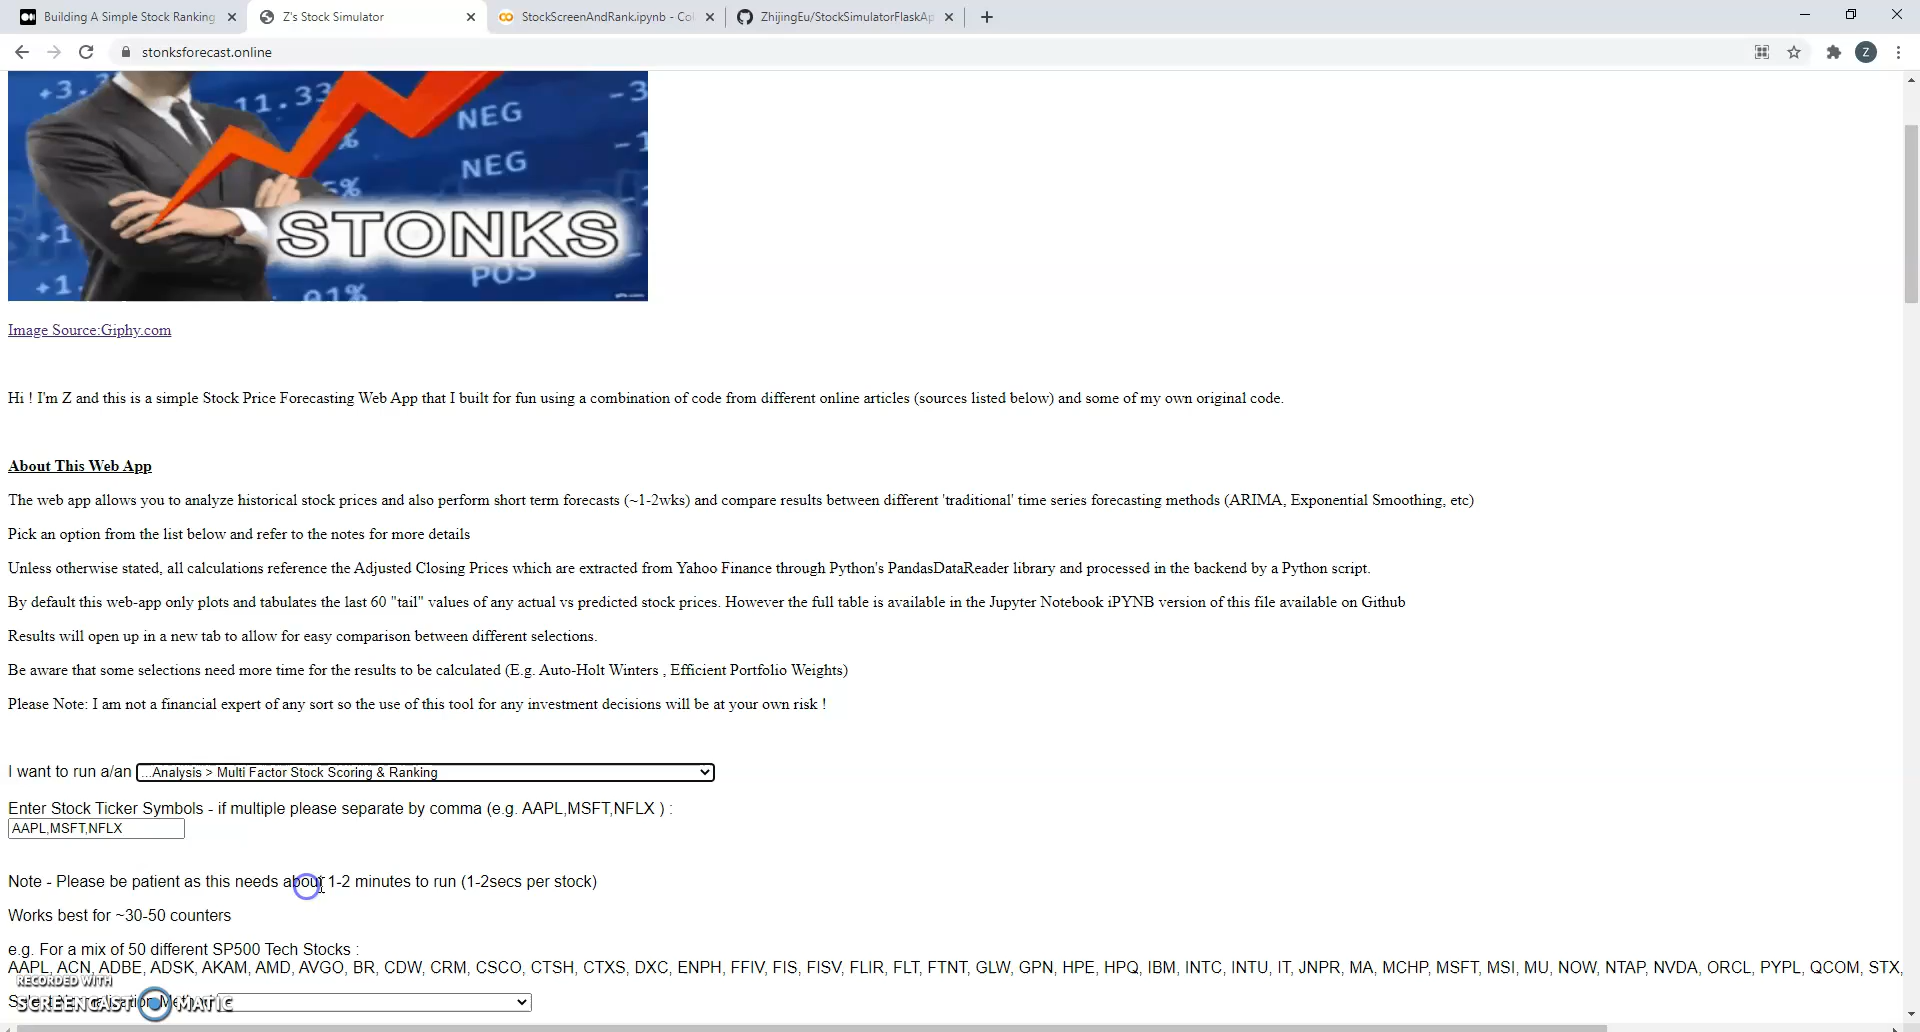 Building A Simple Stock Ranking
Z's Stock Simulator
StockScreenAndRank.ipynb - Col
ZhijingEu/StockSimulatorFlaskAp
stonksforecast.online
Z
+3.
11.33
NEG
-3
%
-1
NEG
%
STONKS
+1
POS
+1.
91%
Image Source:Giphy.com
Hi ! I'm Z and this is a simple Stock Price Forecasting Web App that I built for fun using a combination of code from different online articles (sources listed below) and some of my own original code.
About This Web App
The web app allows you to analyze historical stock prices and also perform short term forecasts (~1-2wks) and compare results between different 'traditional' time series forecasting methods (ARIMA, Exponential Smoothing, etc)
Pick an option from the list below and refer to the notes for more details
Unless otherwise stated, all calculations reference the Adjusted Closing Prices which are extracted from Yahoo Finance through Python's PandasDataReader library and processed in the backend by a Python script.
By default this web-app only plots and tabulates the last 60 "tail" values of any actual vs predicted stock prices. However the full table is available in the Jupyter Notebook iPYNB version of this file available on Github
Results will open up in a new tab to allow for easy comparison between different selections.
Be aware that some selections need more time for the results to be calculated (E.g. Auto-Holt Winters , Efficient Portfolio Weights)
Please Note: I am not a financial expert of any sort so the use of this tool for any investment decisions will be at your own risk !
I want to run a/an ...Analysis > Multi Factor Stock Scoring & Ranking
Enter Stock Ticker Symbols - if multiple please separate by comma (e.g. AAPL,MSFT,NFLX ) :
AAPL,MSFT,NFLX
Note - Please be patient as this needs about 1-2 minutes to run (1-2secs per stock)
Works best for ~30-50 counters
e.g. For a mix of 50 different SP500 Tech Stocks :
AAPL, ACN, ADBE, ADSK, AKAM, AMD, AVGO, BR, CDW, CRM, CSCO, CTSH, CTXS, DXC, ENPH, FFIV, FIS, FISV, FLIR, FLT, FTNT, GLW, GPN, HPE, HPQ, IBM, INTC, INTU, IT, JNPR, MA, MCHP, MSFT, MSI, MU, NOW, NTAP, NVDA, ORCL, PYPL, QCOM, STX,
RECORDED WITH
SCREENCAST MATIC